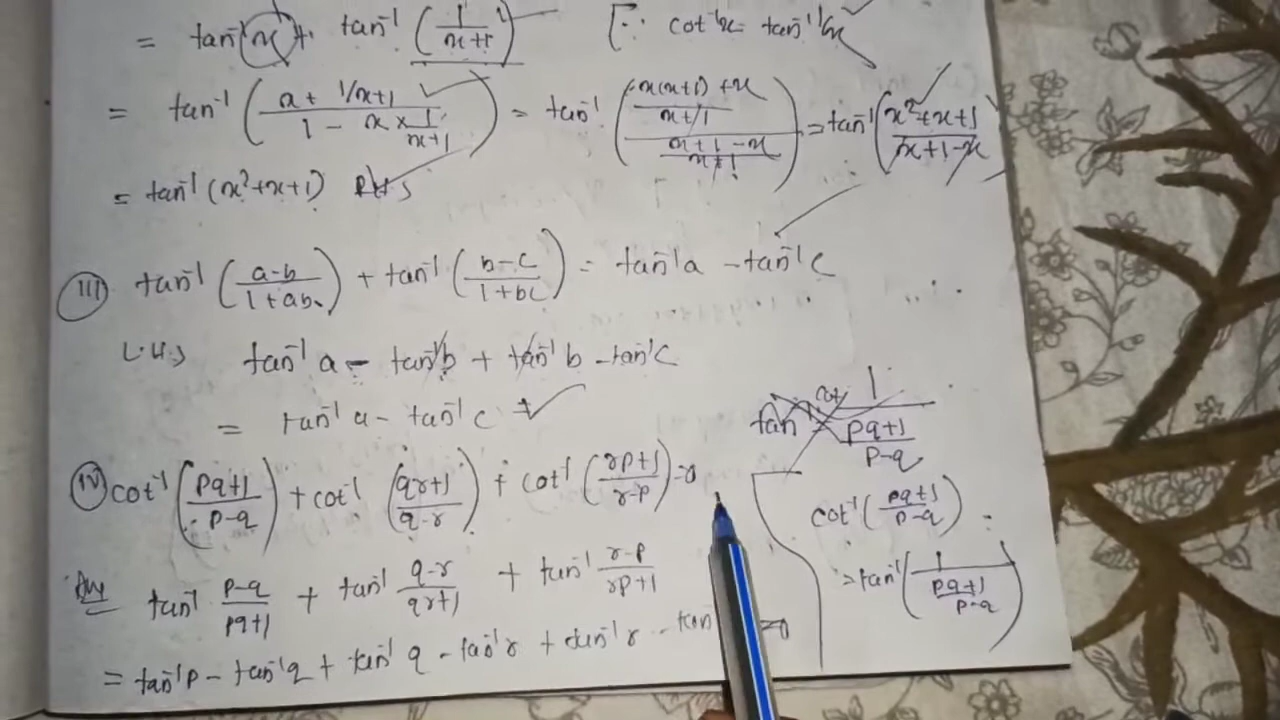 = tan⁻¹(x) + tan⁻¹(1/(x+1)) [∵ cot⁻¹x = tan⁻¹ 1/x
= tan⁻¹((x + 1/x+1)/(1 - x × 1/(x+1))) = tan⁻¹(((x(x+1)+x)/(x+1))/((x+1-x)/(x+1))) = tan⁻¹((x²+x+1)/(x+1-x))
= tan⁻¹(x²+x+1) RHS
(III) tan⁻¹((a-b)/(1+ab)) + tan⁻¹((b-c)/(1+bc)) = tan⁻¹a - tan⁻¹c
L.H.S tan⁻¹a - tan⁻¹b + tan⁻¹b - tan⁻¹c
= tan⁻¹a - tan⁻¹c
(IV) cot⁻¹((pq+1)/(p-q)) + cot⁻¹((qr+1)/(q-r)) + cot⁻¹((rp+1)/(r-p)) = 0
Ans tan⁻¹ (p-q)/(pq+1) + tan⁻¹ (q-r)/(qr+1) + tan⁻¹ (r-p)/(rp+1)
= tan⁻¹p - tan⁻¹q + tan⁻¹q - tan⁻¹r + tan⁻¹r - tan = 0
tan 1/((pq+1)/(p-q))
cot⁻¹((pq+1)/(p-q)) =
= tan⁻¹(1/((pq+1)/(p-q)))